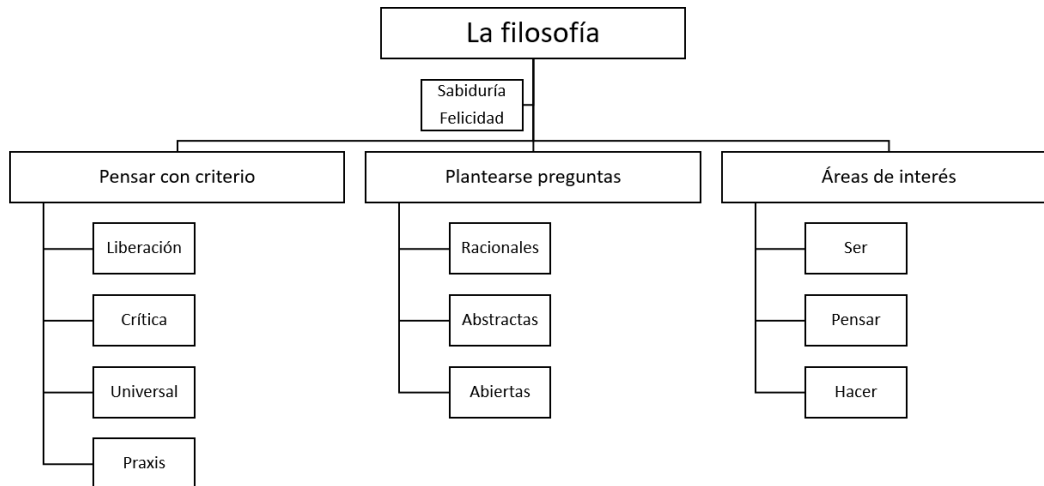 La filosofía
Sabiduría
Felicidad
Pensar con criterio
Plantearse preguntas
Áreas de interés
Liberación
Racionales
Ser
Crítica
Abstractas
Pensar
Universal
Abiertas
Hacer
Praxis